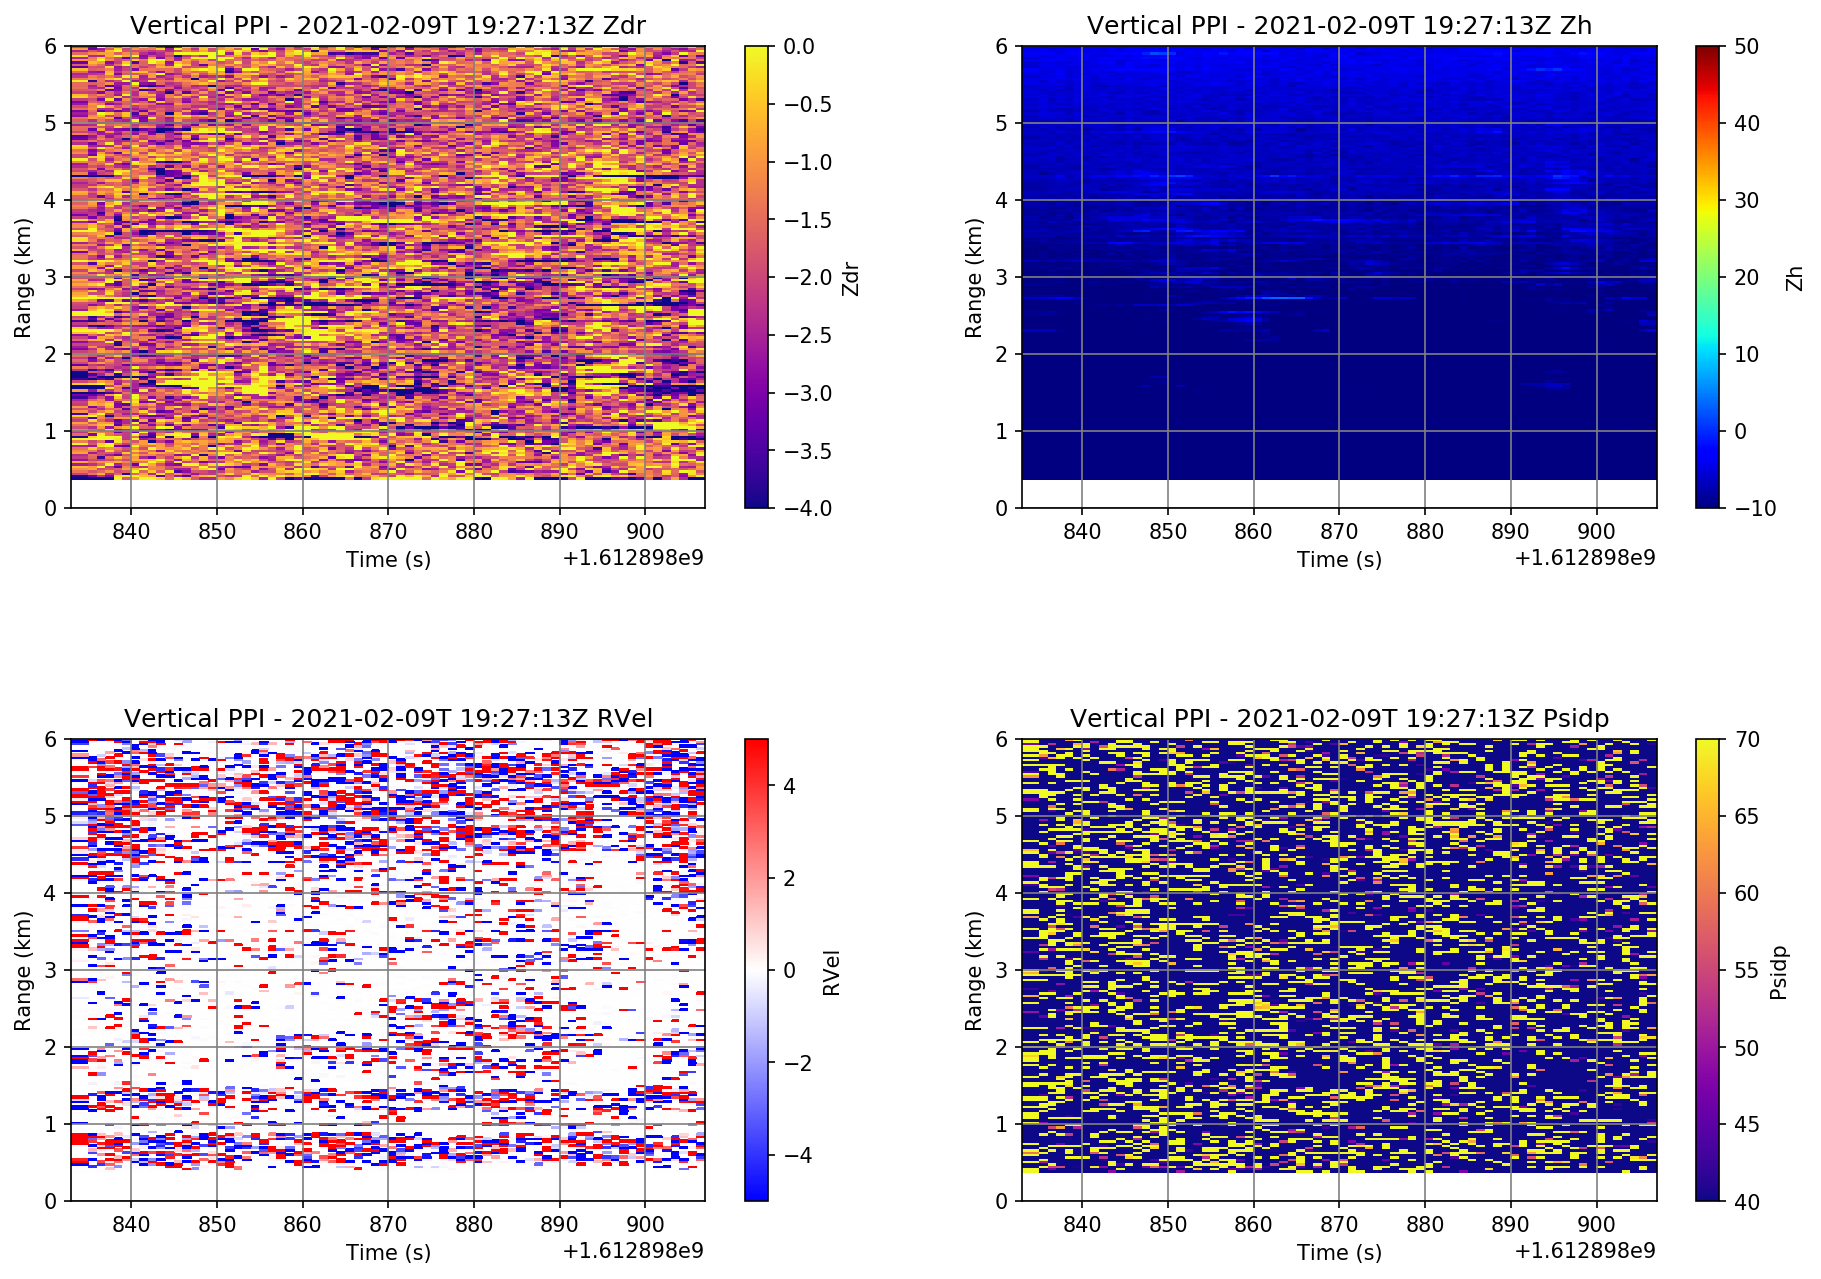 Vertical PPI - 2021-02-09T 19:27:13Z Zdr
6
5
4
3
2
1
0
Range (km)
840 850 860 870 880 890 900
Time (s)
+1.612898e9
0.0
−0.5
−1.0
−1.5
−2.0
−2.5
−3.0
−3.5
−4.0
Zdr
Vertical PPI - 2021-02-09T 19:27:13Z Zh
6
5
4
3
2
1
0
Range (km)
840 850 860 870 880 890 900
Time (s)
+1.612898e9
50
40
30
20
10
0
−10
Zh
Vertical PPI - 2021-02-09T 19:27:13Z RVel
6
5
4
3
2
1
0
Range (km)
840 850 860 870 880 890 900
Time (s)
+1.612898e9
4
2
0
−2
−4
RVel
Vertical PPI - 2021-02-09T 19:27:13Z Psidp
6
5
4
3
2
1
0
Range (km)
840 850 860 870 880 890 900
Time (s)
+1.612898e9
70
65
60
55
50
45
40
Psidp